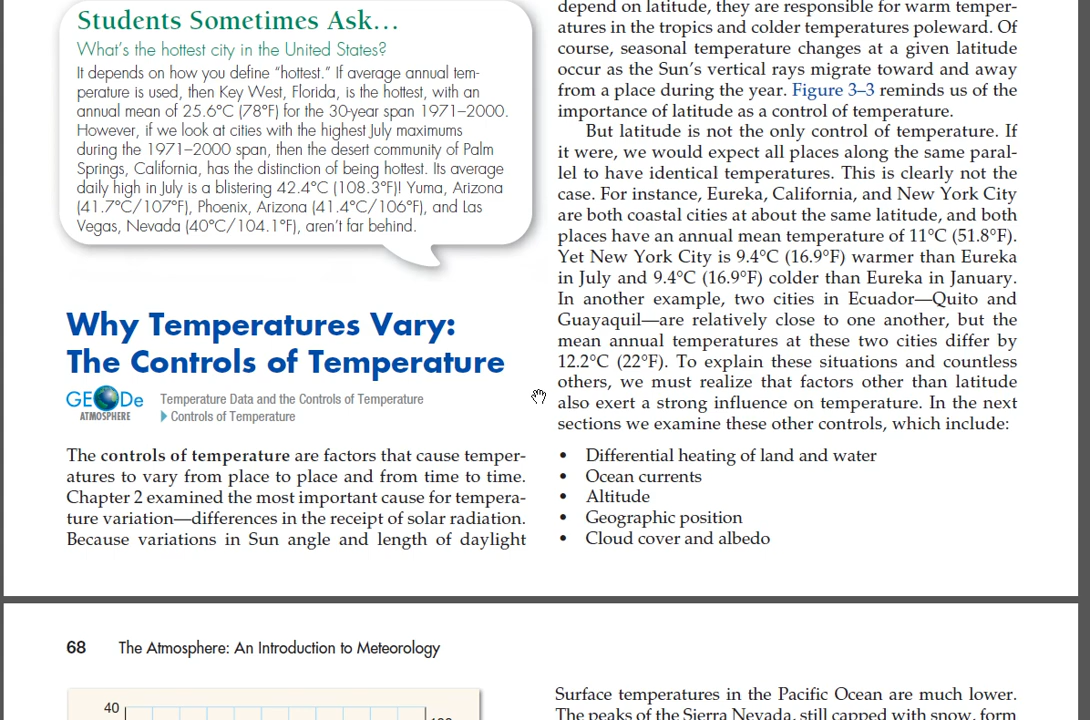 Students Sometimes Ask…
What's the hottest city in the United States?
It depends on how you define “hottest.” If average annual tem-
perature is used, then Key West, Florida, is the hottest, with an
annual mean of 25.6°C (78°F) for the 30-year span 1971–2000.
However, if we look at cities with the highest July maximums
during the 1971–2000 span, then the desert community of Palm
Springs, California, has the distinction of being hottest. Its average
daily high in July is a blistering 42.4°C (108.3°F)! Yuma, Arizona
(41.7°C/107°F), Phoenix, Arizona (41.4°C/106°F), and Las
Vegas, Nevada (40°C/104.1°F), aren't far behind.
Why Temperatures Vary:
The Controls of Temperature
GEODe
ATMOSPHERE
Temperature Data and the Controls of Temperature
Controls of Temperature
The controls of temperature are factors that cause temper-
atures to vary from place to place and from time to time.
Chapter 2 examined the most important cause for tempera-
ture variation—differences in the receipt of solar radiation.
Because variations in Sun angle and length of daylight
depend on latitude, they are responsible for warm temper-
atures in the tropics and colder temperatures poleward. Of
course, seasonal temperature changes at a given latitude
occur as the Sun's vertical rays migrate toward and away
from a place during the year. Figure 3–3 reminds us of the
importance of latitude as a control of temperature.
But latitude is not the only control of temperature. If
it were, we would expect all places along the same paral-
lel to have identical temperatures. This is clearly not the
case. For instance, Eureka, California, and New York City
are both coastal cities at about the same latitude, and both
places have an annual mean temperature of 11°C (51.8°F).
Yet New York City is 9.4°C (16.9°F) warmer than Eureka
in July and 9.4°C (16.9°F) colder than Eureka in January.
In another example, two cities in Ecuador—Quito and
Guayaquil—are relatively close to one another, but the
mean annual temperatures at these two cities differ by
12.2°C (22°F). To explain these situations and countless
others, we must realize that factors other than latitude
also exert a strong influence on temperature. In the next
sections we examine these other controls, which include:
• Differential heating of land and water
• Ocean currents
• Altitude
• Geographic position
• Cloud cover and albedo
68 The Atmosphere: An Introduction to Meteorology
40
Surface temperatures in the Pacific Ocean are much lower.
The peaks of the Sierra Nevada, still capped with snow, form